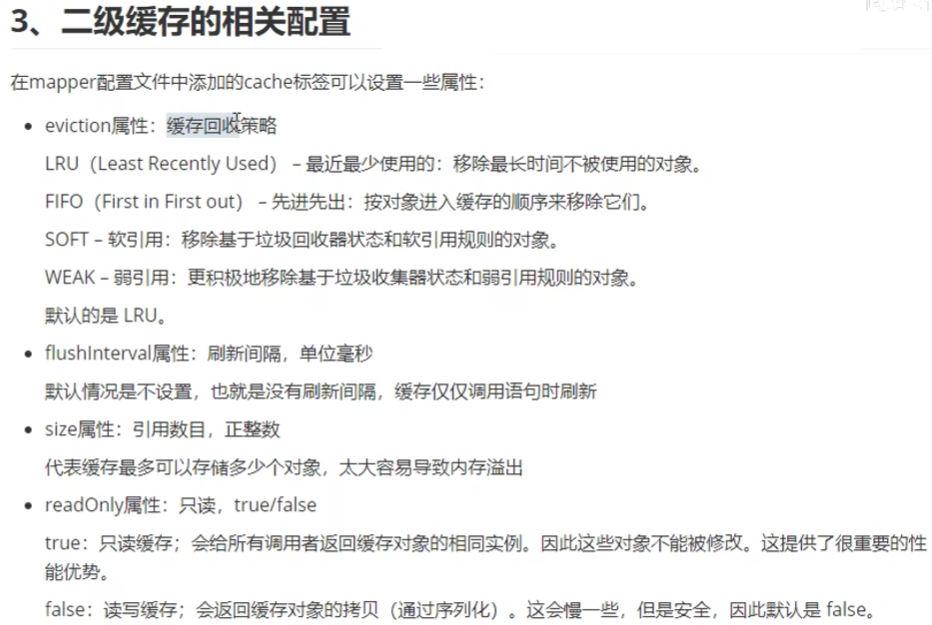 3、二级缓存的相关配置
在mapper配置文件中添加的cache标签可以设置一些属性：
eviction属性：缓存回收策略
LRU（Least Recently Used） – 最近最少使用的：移除最长时间不被使用的对象。
FIFO（First in First out） – 先进先出：按对象进入缓存的顺序来移除它们。
SOFT – 软引用：移除基于垃圾回收器状态和软引用规则的对象。
WEAK – 弱引用：更积极地移除基于垃圾收集器状态和弱引用规则的对象。
默认的是 LRU。
flushInterval属性：刷新间隔，单位毫秒
默认情况是不设置，也就是没有刷新间隔，缓存仅仅调用语句时刷新
size属性：引用数目，正整数
代表缓存最多可以存储多少个对象，太大容易导致内存溢出
readOnly属性：只读，true/false
true：只读缓存；会给所有调用者返回缓存对象的相同实例。因此这些对象不能被修改。这提供了很重要的性
能优势。
false：读写缓存；会返回缓存对象的拷贝（通过序列化）。这会慢一些，但是安全，因此默认是 false。